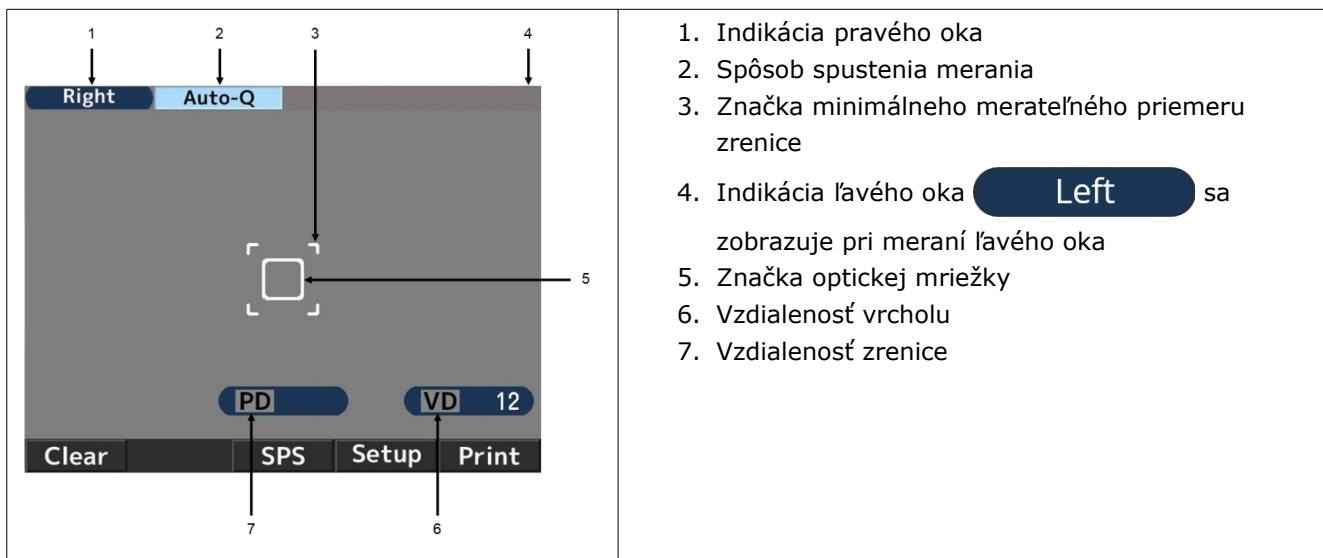 1 2 3 4
Right Auto-Q
5
PD VD 12
Clear SPS Setup Print
7 6
1. Indikácia pravého oka
2. Spôsob spustenia merania
3. Značka minimálneho merateľného priemeru
zrenice
4. Indikácia ľavého oka Left sa
zobrazuje pri meraní ľavého oka
5. Značka optickej mriežky
6. Vzdialenosť vrcholu
7. Vzdialenosť zrenice